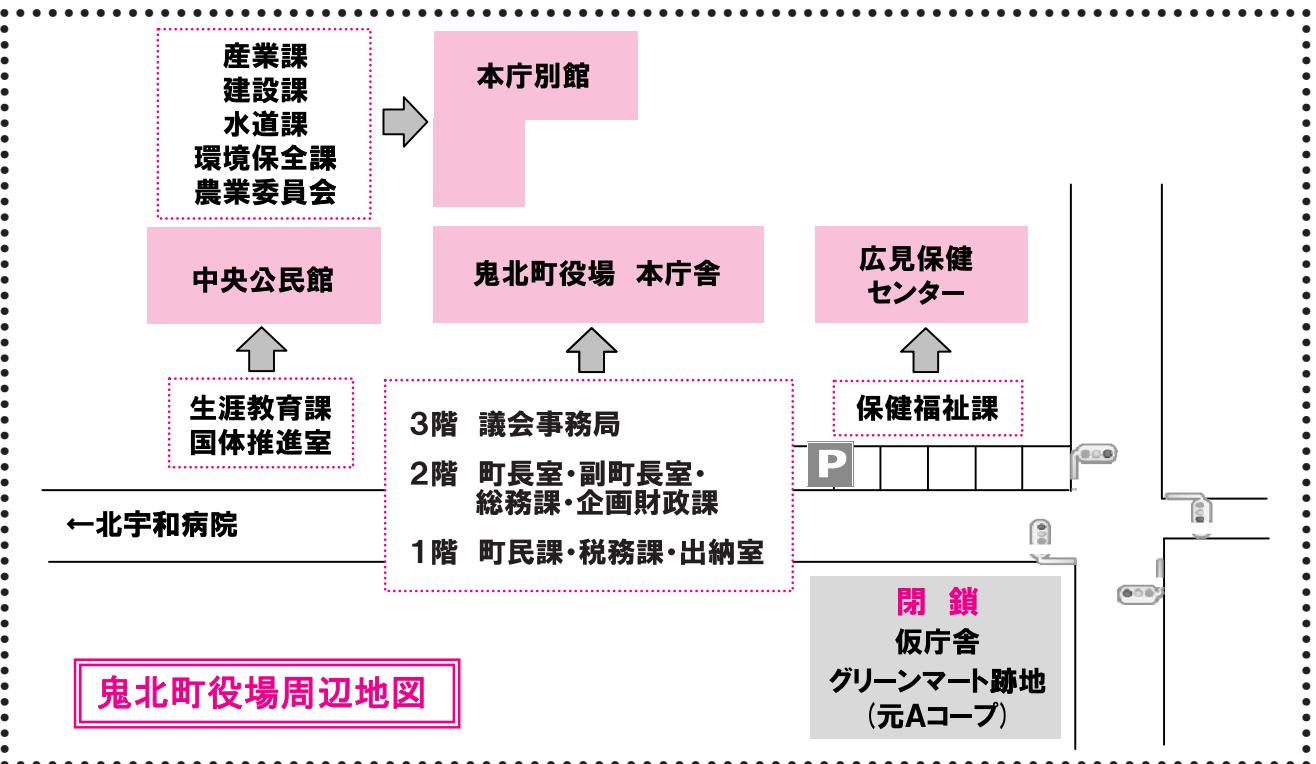 産業課
建設課
水道課
環境保全課
農業委員会
本庁別館
中央公民館
鬼北町役場 本庁舎
広見保健
センター
生涯教育課
国体推進室
3階 議会事務局
2階 町長室・副町長室・
総務課・企画財政課
1階 町民課・税務課・出納室
保健福祉課
P
←北宇和病院
閉 鎖
仮庁舎
グリーンマート跡地
(元Aコープ)
鬼北町役場周辺地図